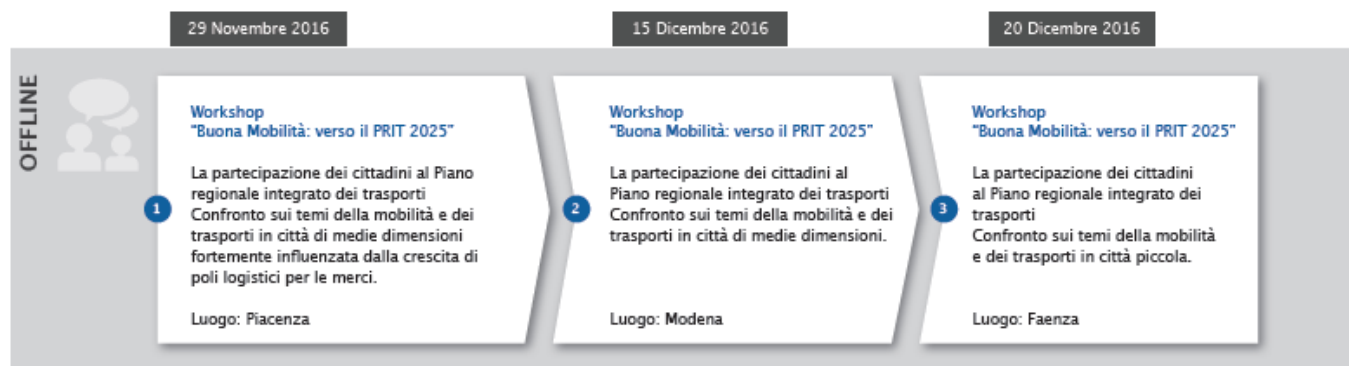 29 Novembre 2016
15 Dicembre 2016
20 Dicembre 2016
OFFLINE
Workshop
"Buona Mobilità: verso il PRIT 2025"
La partecipazione dei cittadini al Piano
regionale integrato dei trasporti
Confronto sui temi della mobilità e dei
trasporti in città di medie dimensioni
fortemente influenzata dalla crescita di
poli logistici per le merci.
Luogo: Piacenza
1
Workshop
"Buona Mobilità: verso il PRIT 2025"
La partecipazione dei cittadini al
Piano regionale integrato dei trasporti
Confronto sui temi della mobilità e dei
trasporti in città di medie dimensioni.
Luogo: Modena
2
Workshop
"Buona Mobilità: verso il PRIT 2025"
La partecipazione dei cittadini
al Piano regionale integrato dei
trasporti
Confronto sui temi della mobilità
e dei trasporti in città piccola.
Luogo: Faenza
3